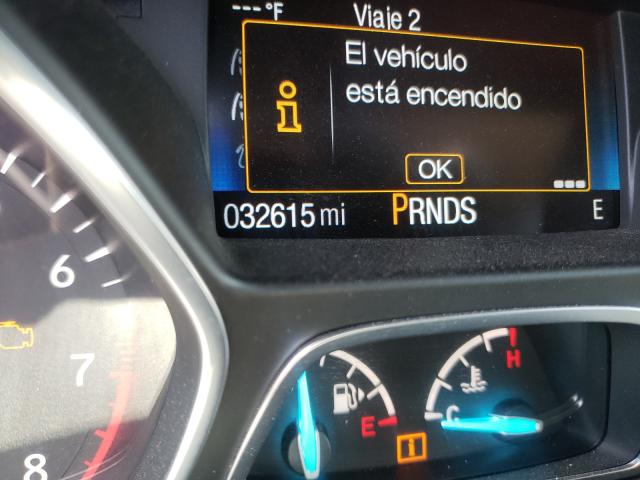 ---°F Viaje 2
El vehículo
está encendido
OK
032615 mi PRNDS E
6
7
8
H
C
E